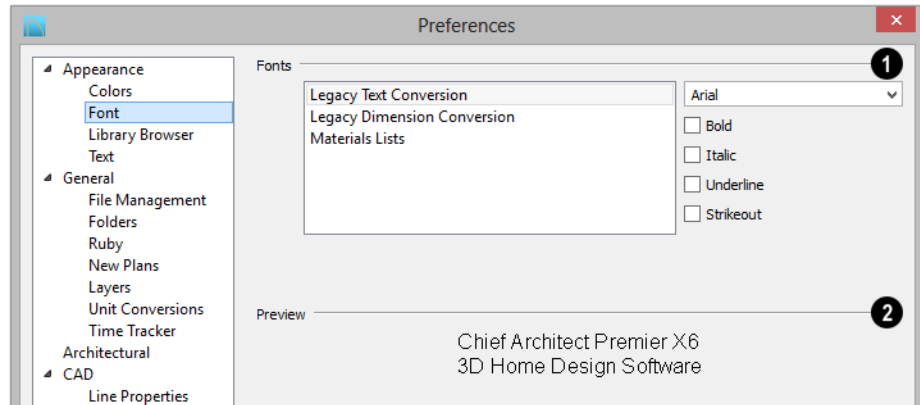 Preferences
×
Appearance
Colors
Font
Library Browser
Text
General
File Management
Folders
Ruby
New Plans
Layers
Unit Conversions
Time Tracker
Architectural
CAD
Line Properties
Fonts
1
Legacy Text Conversion
Legacy Dimension Conversion
Materials Lists
Arial
Bold
Italic
Underline
Strikeout
Preview
2
Chief Architect Premier X6
3D Home Design Software